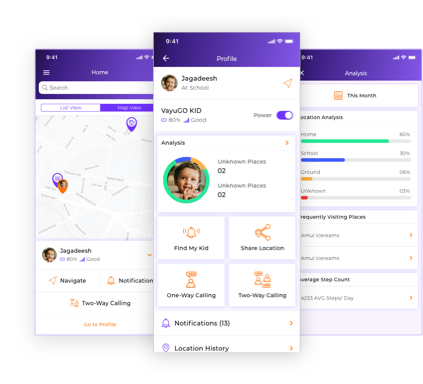 9:41
Home
Search
List View
Map View
Jagadeesh
80% Good
Navigate
Notification
Two-Way Calling
Go to Profile
9:41
Profile
Jagadeesh
At School
VayuGO KID
80% Good
Power
Analysis
Unknown Places
02
Unknown Places
02
Find My Kid
Share Location
One-Way Calling
Two-Way Calling
Notifications (13)
Location History
9:41
Analysis
This Month
Location Analysis
Home 60%
School 30%
Ground 06%
Unknown 03%
Frequently Visiting Places
Amul Icereams
Amul Icereams
Average Step Count
4233 AVG Steps/ Day